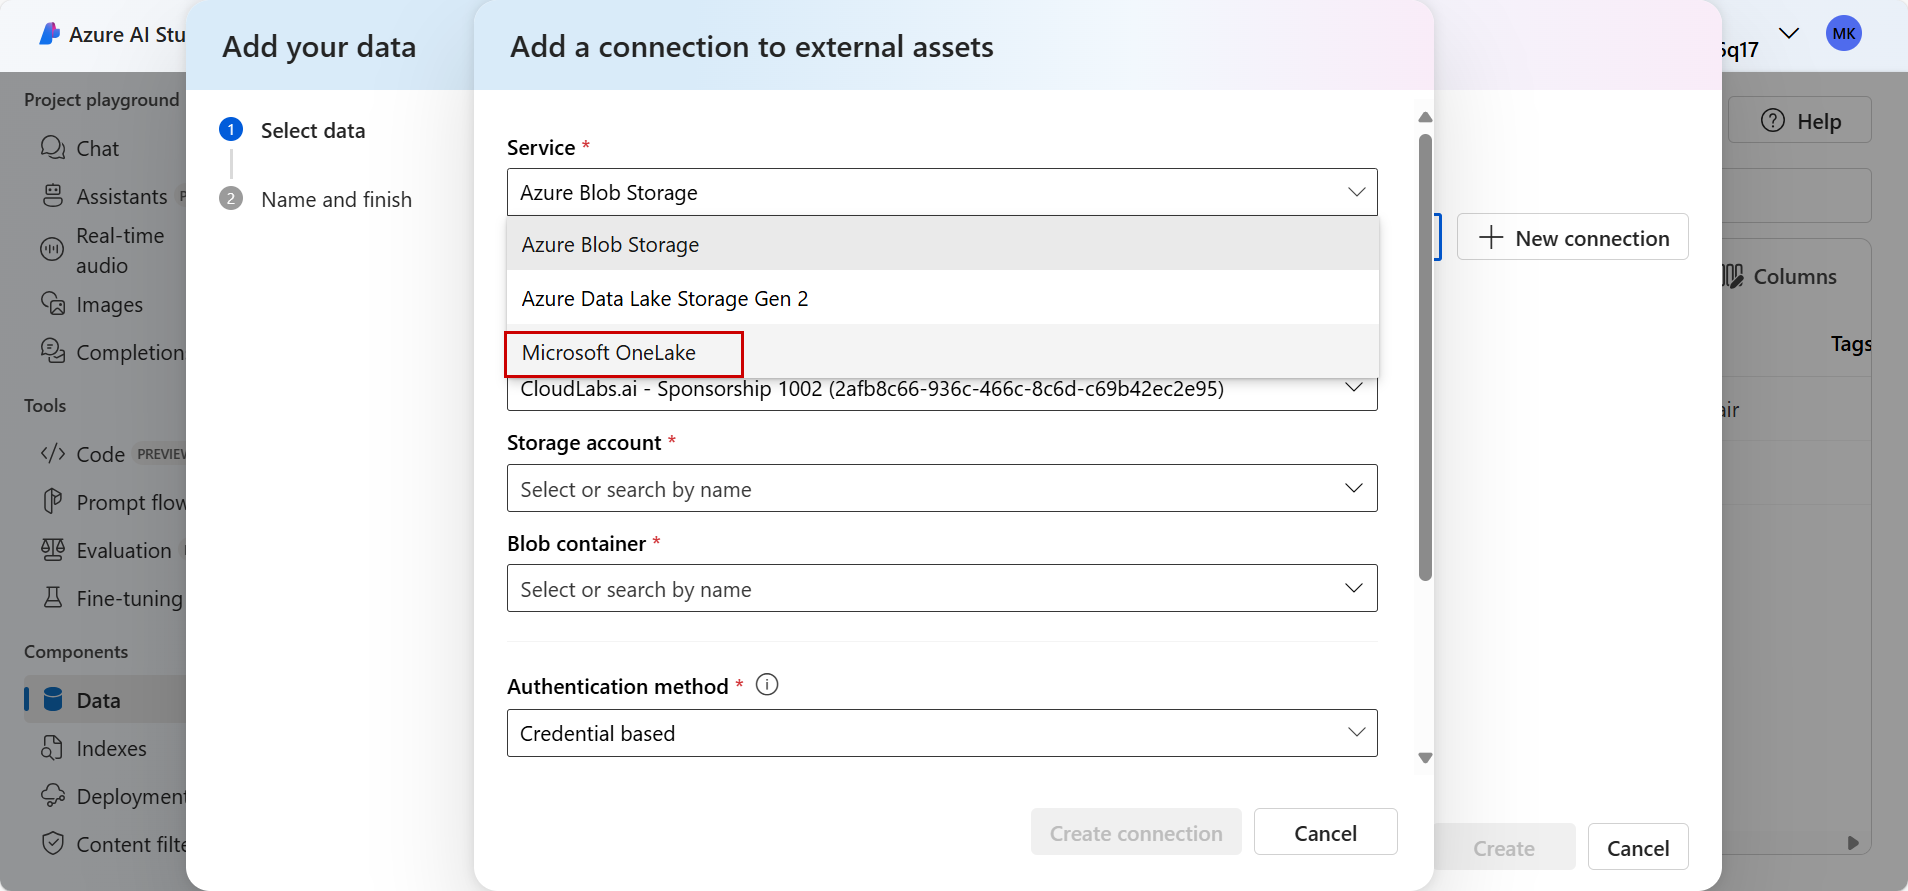 Azure AI Stu
Project playground
Chat
Assistants
Real-time
audio
Images
Completion
Tools
Code PREVIEW
Prompt flow
Evaluation
Fine-tuning
Components
Data
Indexes
Deployment
Content filte
Add your data
1 Select data
2 Name and finish
Add a connection to external assets
Service *
Azure Blob Storage
Azure Blob Storage
Azure Data Lake Storage Gen 2
Microsoft OneLake
CloudLabs.ai - Sponsorship 1002 (2afb8c66-936c-466c-8c6d-c69b42ec2e95)
Storage account *
Select or search by name
Blob container *
Select or search by name
Authentication method *
Credential based
Create connection
Cancel
New connection
Create
Cancel
q17
MK
Help
Columns
Tags
air